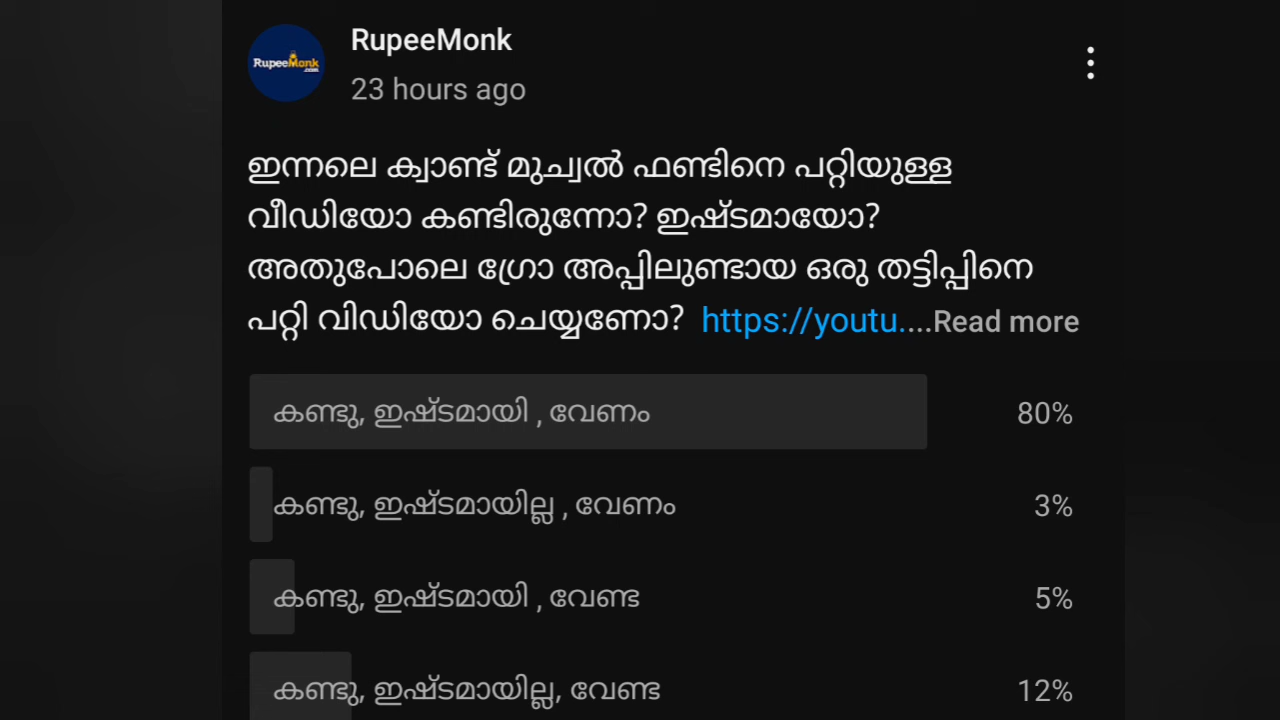 RupeeMonk
.com
RupeeMonk
23 hours ago
ഇന്നലെ ക്വാണ്ട് മുച്വൽ ഫണ്ടിനെ പറ്റിയുള്ള
വീഡിയോ കണ്ടിരുന്നോ? ഇഷ്ടമായോ?
അതുപോലെ ഗ്രോ അപ്പിലുണ്ടായ ഒരു തട്ടിപ്പിനെ
പറ്റി വിഡിയോ ചെയ്യണോ? https://youtu....Read more
കണ്ടു, ഇഷ്ടമായി , വേണം 80%
കണ്ടു, ഇഷ്ടമായില്ല , വേണം 3%
കണ്ടു, ഇഷ്ടമായി , വേണ്ട 5%
കണ്ടു, ഇഷ്ടമായില്ല, വേണ്ട 12%